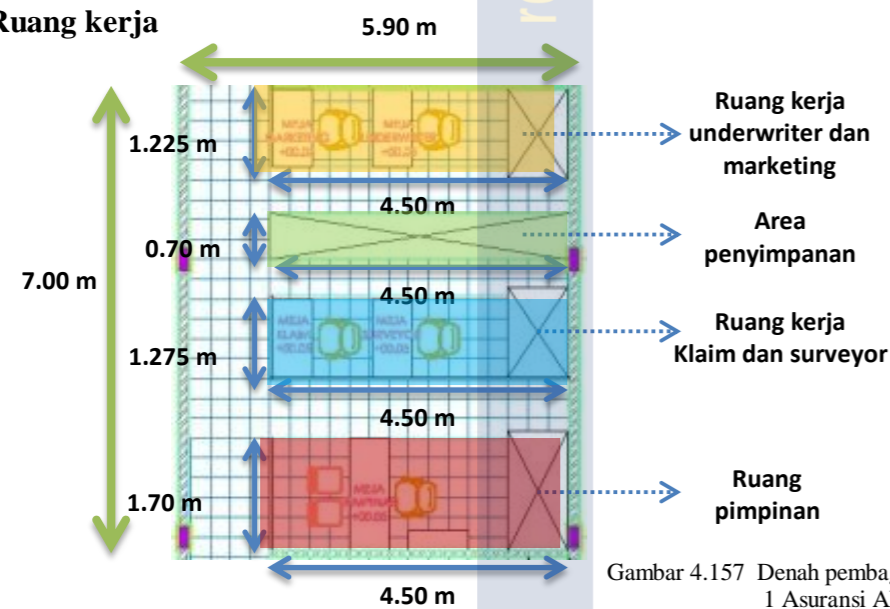 Ruang kerja
5.90 m
1.225 m
Ruang kerja
underwriter dan
marketing
4.50 m
0.70 m
Area
penyimpanan
7.00 m
4.50 m
Ruang kerja
Klaim dan surveyor
1.275 m
4.50 m
Ruang
pimpinan
1.70 m
4.50 m
Gambar 4.157 Denah
1 Asuransi